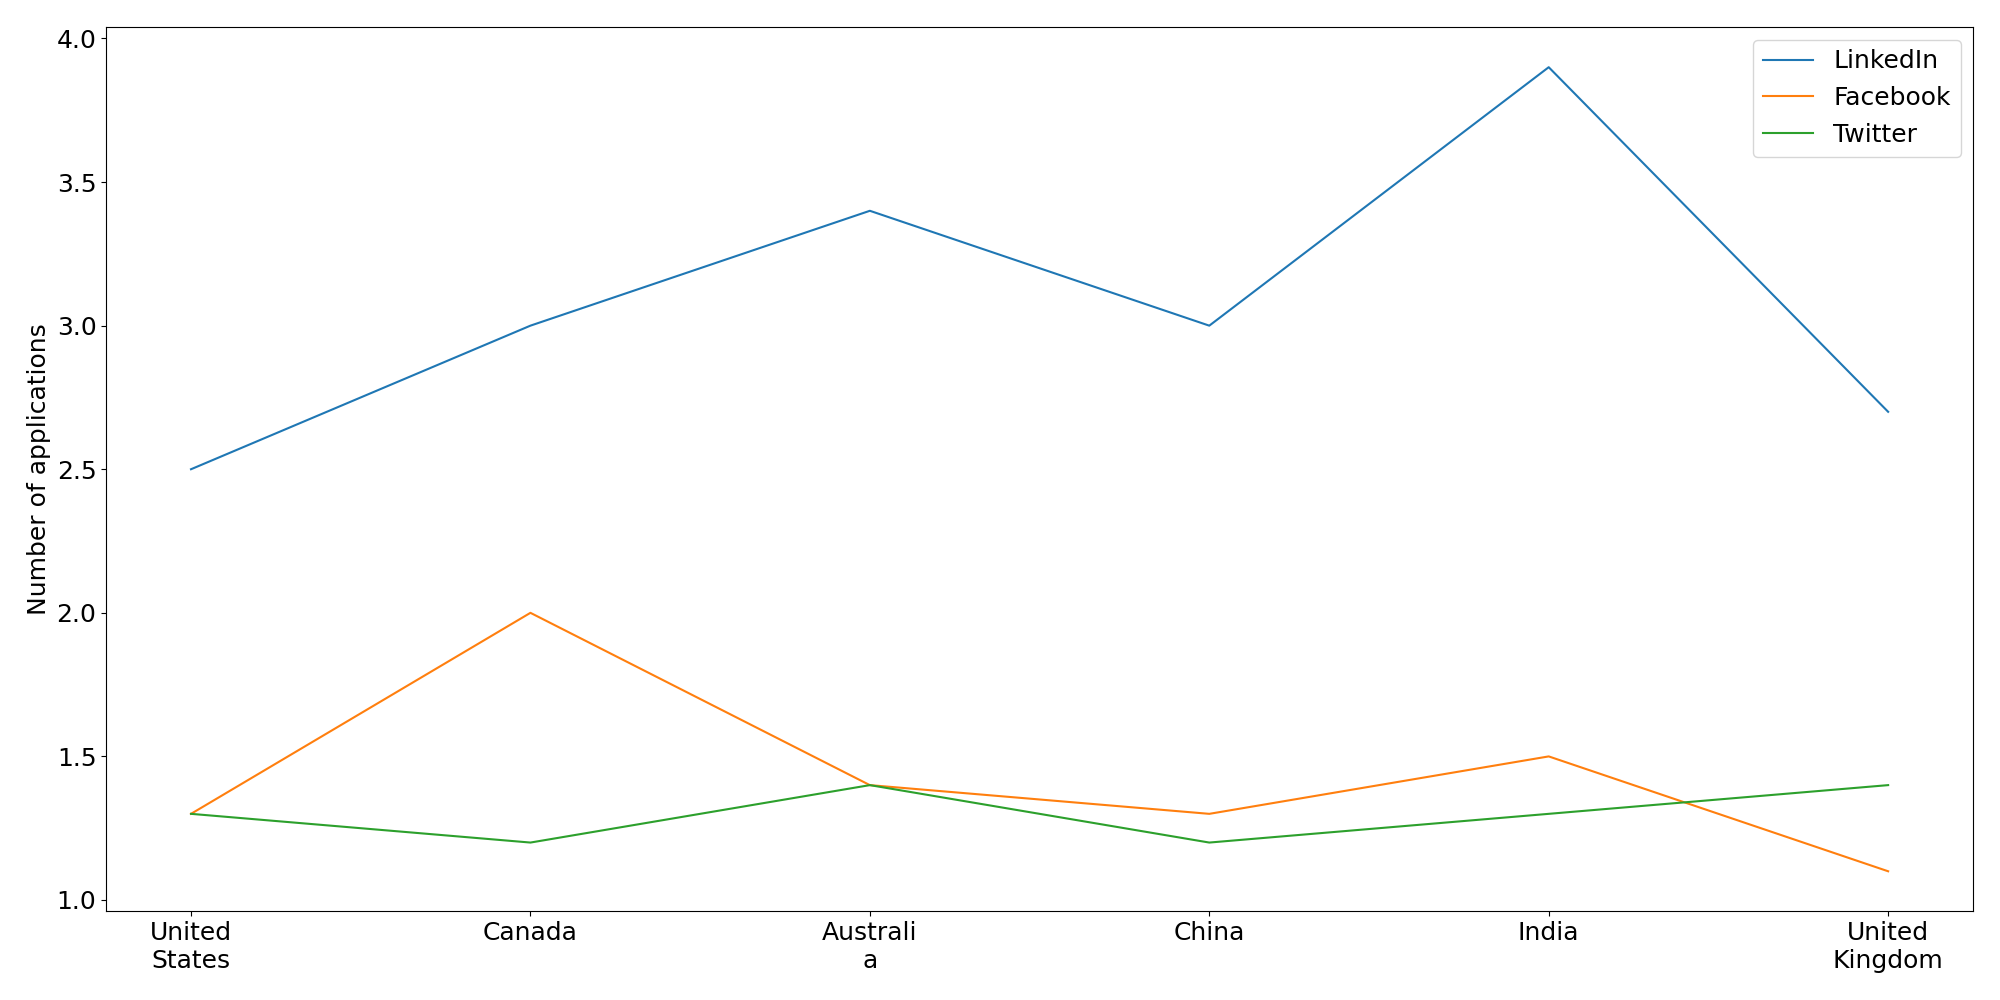 4.0
3.5
3.0
2.5
2.0
1.5
1.0
Number of applications
LinkedIn
Facebook
Twitter
United
States
Canada
Australi
a
China
India
United
Kingdom